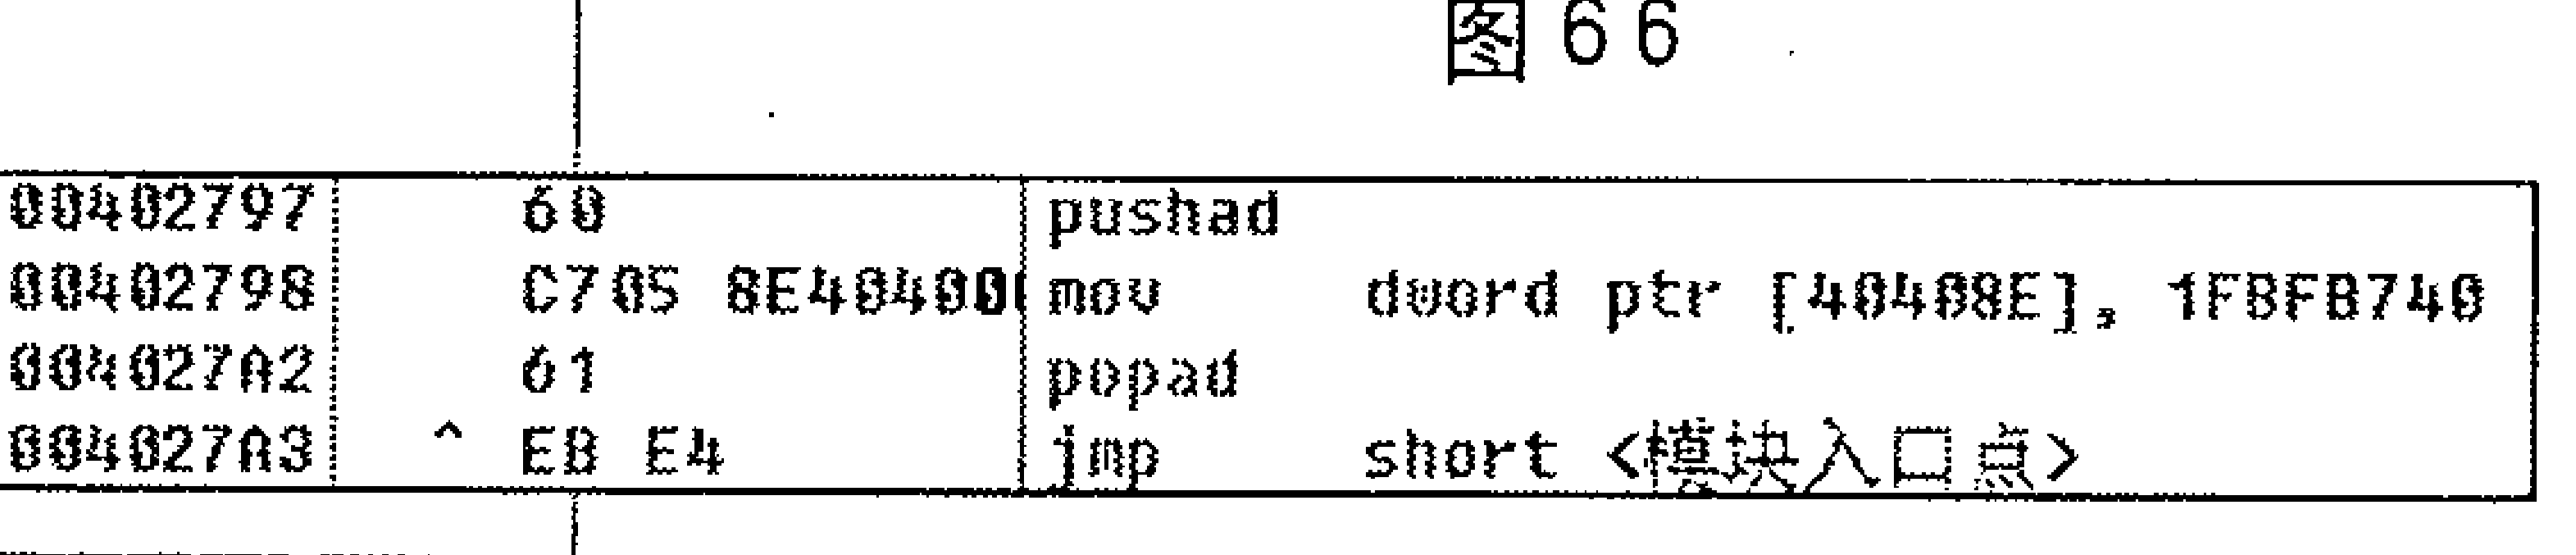 图66
00402797 60 pushad
00402798 C705 8E404000 mov dword ptr [40408E], 1FBFB740
004027A2 61 popad
004027A3 ^ EB E4 jmp short <模块入口点>